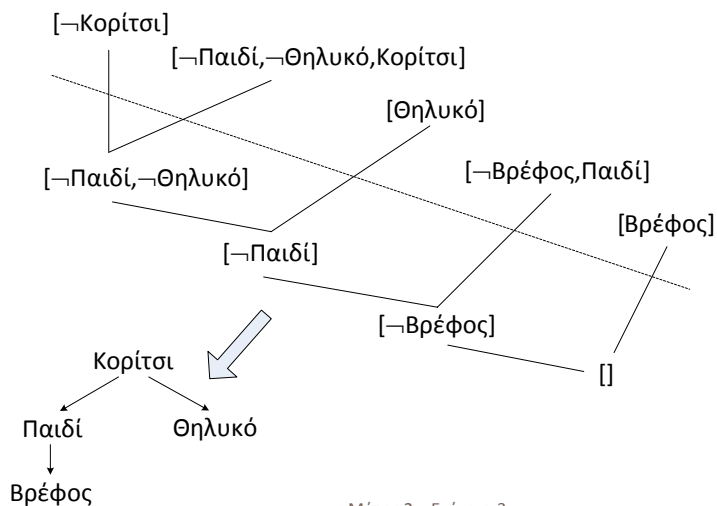 [¬Κορίτσι]
[¬Παιδί,¬Θηλυκό,Κορίτσι]
[Θηλυκό]
[¬Παιδί,¬Θηλυκό]
[¬Βρέφος,Παιδί]
[Βρέφος]
[¬Παιδί]
[¬Βρέφος]
[]
Κορίτσι
Παιδί
Θηλυκό
Βρέφος